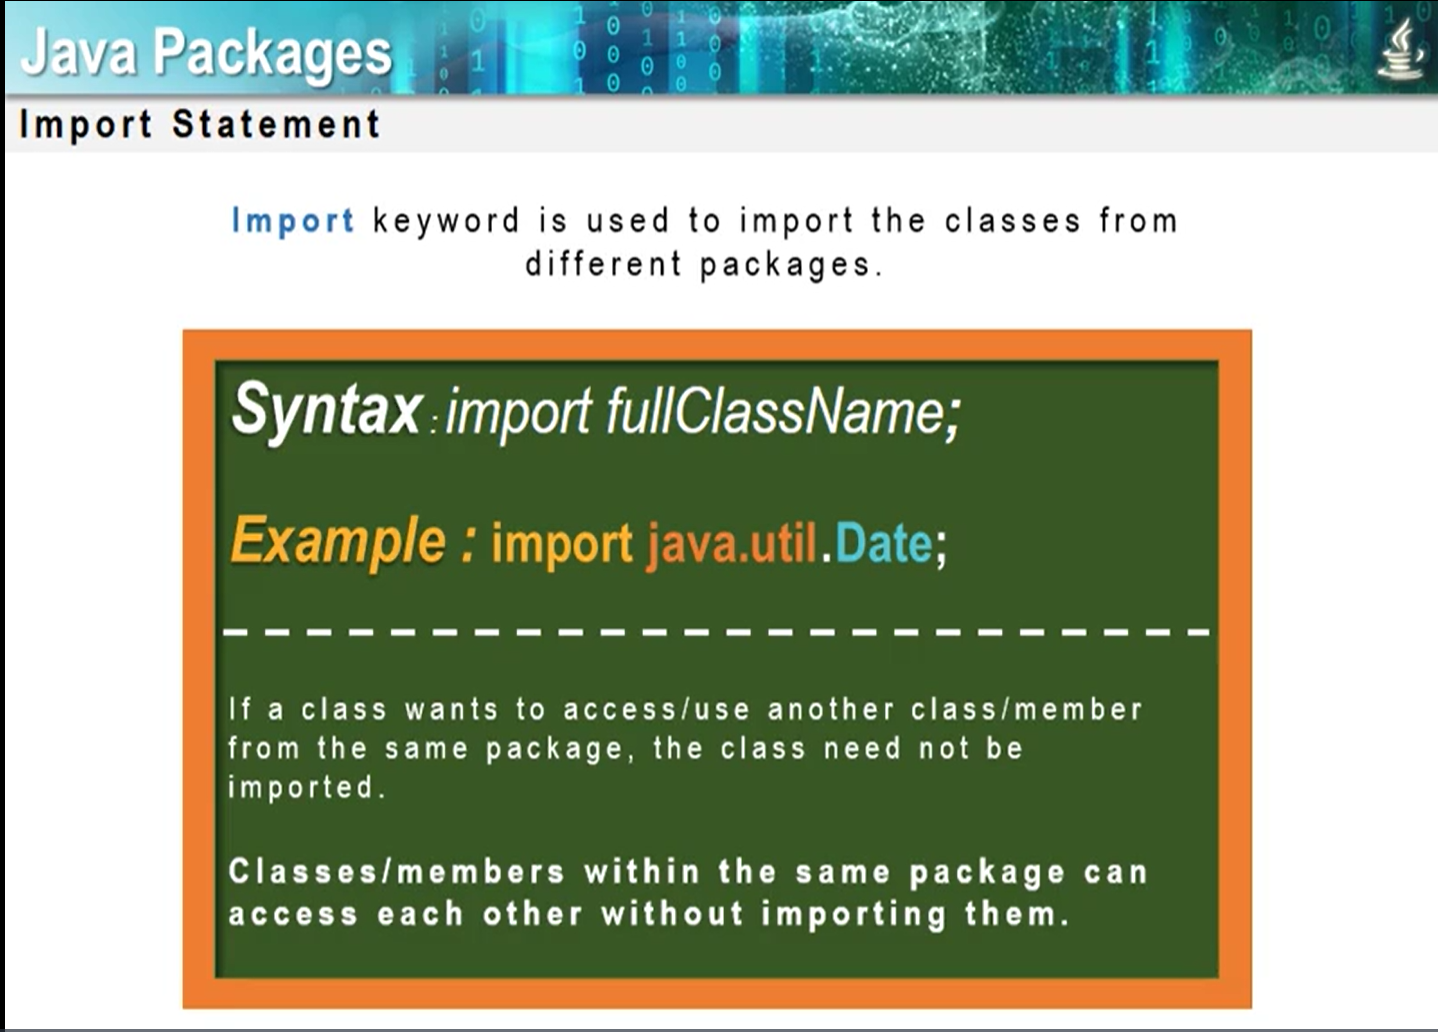 Java Packages
Import Statement
Import keyword is used to import the classes from
different packages.
Syntax : import fullClassName;
Example : import java.util.Date;
If a class wants to access/use another class/member
from the same package, the class need not be
imported.
Classes/members within the same package can
access each other without importing them.